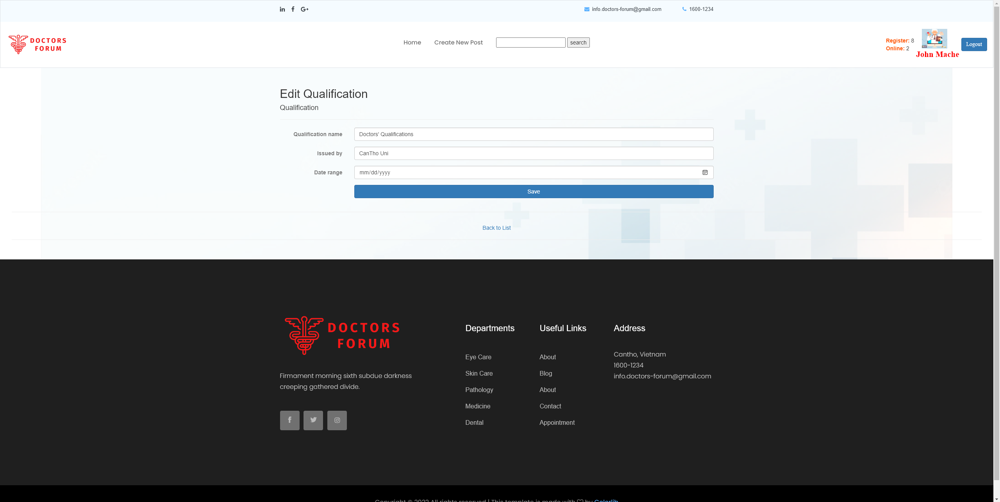 info.doctors-forum@gmail.com 1600-1234
DOCTORS
FORUM
Home Create New Post search
Register: 8
Online: 2
John Mache
Logout
Edit Qualification
Qualification
Qualification name Doctors' Qualifications
Issued by CanTho Uni
Date range mm/dd/yyyy
Save
Back to List
DOCTORS
FORUM
Firmament morning sixth subdue darkness
creeping gathered divide.
Departments
Eye Care
Skin Care
Pathology
Medicine
Dental
Useful Links
About
Blog
About
Contact
Appointment
Address
Cantho, Vietnam
1600-1234
info.doctors-forum@gmail.com
Copyright © 2022 All rights reserved | This template is made with ♡ by Colorlib